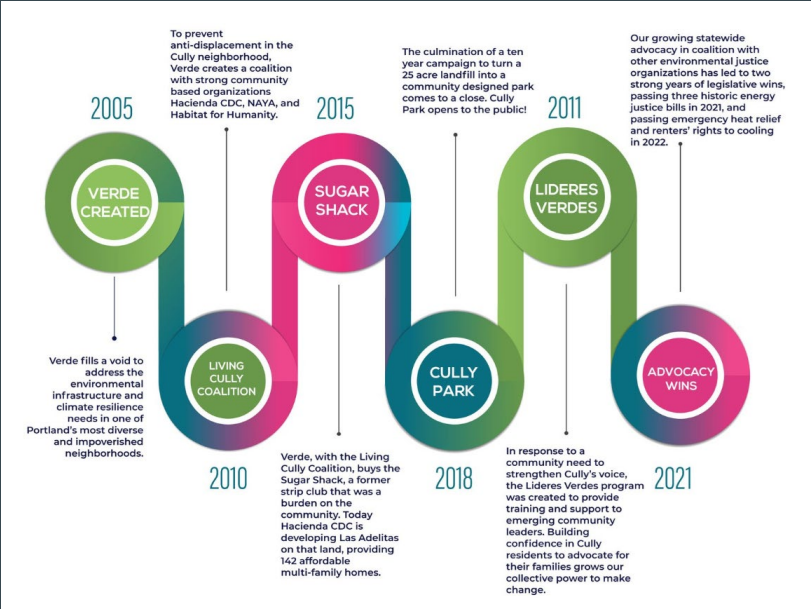 2005
VERDE
CREATED
Verde fills a void to
address the
environmental
infrastructure and
climate resilience
needs in one of
Portland's most diverse
and impoverished
neighborhoods.
To prevent
anti-displacement in the
Cully neighborhood,
Verde creates a coalition
with strong community
based organizations
Hacienda CDC, NAYA, and
Habitat for Humanity.
LIVING
CULLY
COALITION
2010
2015
SUGAR
SHACK
Verde, with the Living
Cully Coalition, buys the
Sugar Shack, a former
strip club that was a
burden on the
community. Today
Hacienda CDC is
developing Las Adelitas
on that land, providing
142 affordable
multi-family homes.
The culmination of a ten
year campaign to turn a
25 acre landfill into a
community designed park
comes to a close. Cully
Park opens to the public!
CULLY
PARK
2018
2011
LIDERES
VERDES
In response to a
community need to
strengthen Cully's voice,
the Lideres Verdes program
was created to provide
training and support to
emerging community
leaders. Building
confidence in Cully
residents to advocate for
their families grows our
collective power to make
change.
Our growing statewide
advocacy in coalition with
other environmental justice
organizations has led to two
strong years of legislative wins,
passing three historic energy
justice bills in 2021, and
passing emergency heat relief
and renters' rights to cooling
in 2022.
ADVOCACY
WINS
2021